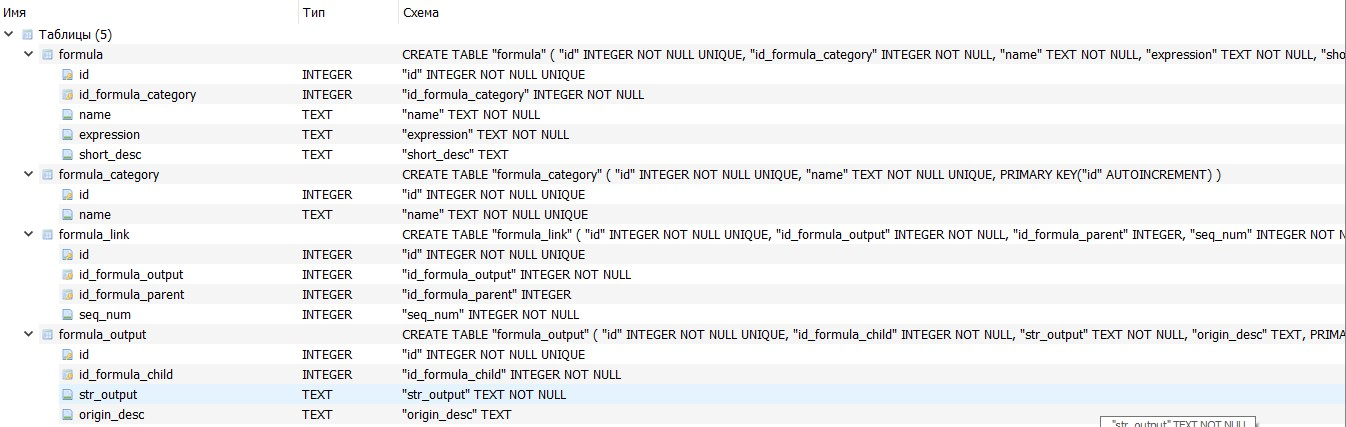 Имя Тип Схема
Таблицы (5)
formula CREATE TABLE "formula" ( "id" INTEGER NOT NULL UNIQUE, "id_formula_category" INTEGER NOT NULL, "name" TEXT NOT NULL, "expression" TEXT NOT NULL, "sho
id INTEGER "id" INTEGER NOT NULL UNIQUE
id_formula_category INTEGER "id_formula_category" INTEGER NOT NULL
name TEXT "name" TEXT NOT NULL
expression TEXT "expression" TEXT NOT NULL
short_desc TEXT "short_desc" TEXT
formula_category CREATE TABLE "formula_category" ( "id" INTEGER NOT NULL UNIQUE, "name" TEXT NOT NULL UNIQUE, PRIMARY KEY("id" AUTOINCREMENT) )
id INTEGER "id" INTEGER NOT NULL UNIQUE
name TEXT "name" TEXT NOT NULL UNIQUE
formula_link CREATE TABLE "formula_link" ( "id" INTEGER NOT NULL UNIQUE, "id_formula_output" INTEGER NOT NULL, "id_formula_parent" INTEGER, "seq_num" INTEGER NOT N
id INTEGER "id" INTEGER NOT NULL UNIQUE
id_formula_output INTEGER "id_formula_output" INTEGER NOT NULL
id_formula_parent INTEGER "id_formula_parent" INTEGER
seq_num INTEGER "seq_num" INTEGER NOT NULL
formula_output CREATE TABLE "formula_output" ( "id" INTEGER NOT NULL UNIQUE, "id_formula_child" INTEGER NOT NULL, "str_output" TEXT NOT NULL, "origin_desc" TEXT, PRIMA
id INTEGER "id" INTEGER NOT NULL UNIQUE
id_formula_child INTEGER "id_formula_child" INTEGER NOT NULL
str_output TEXT "str_output" TEXT NOT NULL
origin_desc TEXT "origin_desc" TEXT
"str_output" TEXT NOT NULL